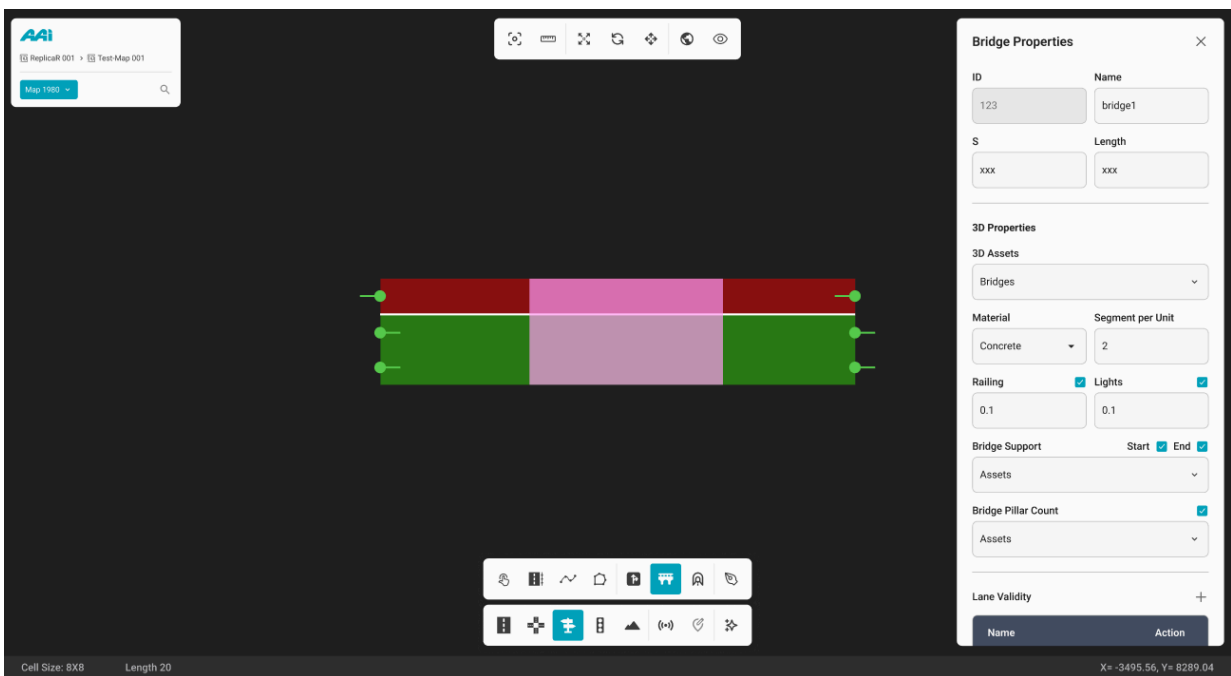 AAi
ReplicaR 001 > Test-Map 001
Map 1980
Bridge Properties
ID Name
123 bridge1
S Length
xxx xxx
3D Properties
3D Assets
Bridges
Material Segment per Unit
Concrete 2
Railing Lights
0.1 0.1
Bridge Support Start End
Assets
Bridge Pillar Count
Assets
Lane Validity
Name Action
Cell Size: 8X8 Length 20 X= -3495.56, Y= 8289.04